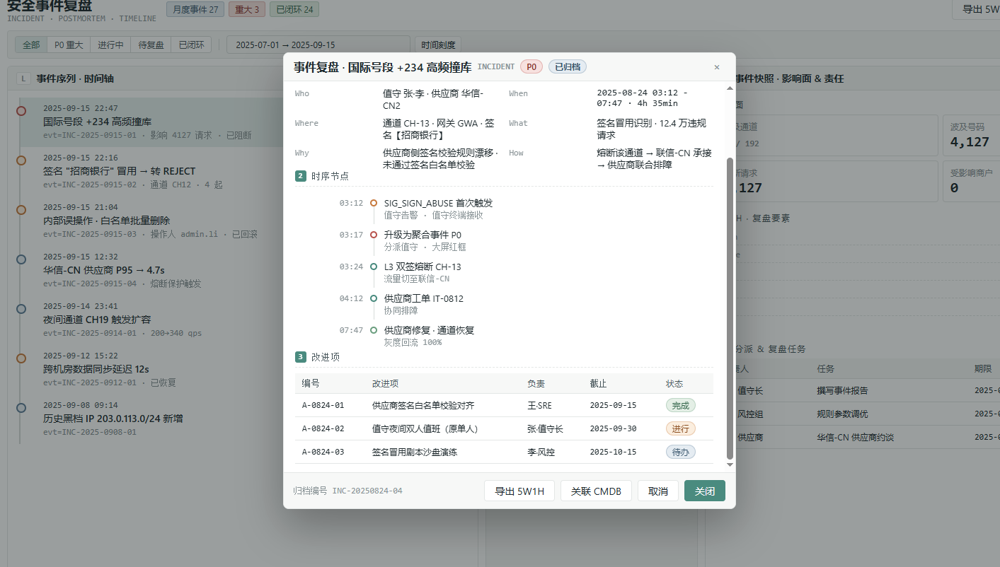 安全事件复盘
月度事件 27
重大 3
已闭环 24
导出 5W
INCIDENT · POSTMORTEM · TIMELINE
全部
P0 重大
进行中
待复盘
已闭环
2025-07-01 → 2025-09-15
时间刻度
L 事件序列 · 时间轴
2025-09-15 22:47
国际号段 +234 高频撞库
evt=INC-2025-0915-01 · 影响 4127 请求 · 已阻断
2025-09-15 22:16
签名 "招商银行" 冒用 → 转 REJECT
evt=INC-2025-0915-02 · 通道 CH12 · 4 起
2025-09-15 21:04
内部误操作 · 白名单批量删除
evt=INC-2025-0915-03 · 操作人 admin.li · 已回滚
2025-09-15 12:32
华信-CN 供应商 P95 → 4.7s
evt=INC-2025-0915-04 · 熔断保护触发
2025-09-14 23:41
夜间通道 CH19 触发扩容
evt=INC-2025-0914-01 · 200→340 qps
2025-09-12 15:22
跨机房数据同步延迟 12s
evt=INC-2025-0912-01 · 已恢复
2025-09-08 09:14
历史黑档 IP 203.0.113.0/24 新增
evt=INC-2025-0908-01
事件复盘 · 国际号段 +234 高频撞库 INCIDENT P0 已归档 ×
Who
值守 张·李 · 供应商 华信-
CN2
When
2025-08-24 03:12 -
07:47 · 4h 35min
Where
通道 CH-13 · 网关 GWA · 签
名【招商银行】
What
签名冒用识别 · 12.4 万违规
请求
Why
供应商侧签名校验规则漂移 ·
未通过签名白名单校验
How
熔断该通道 → 联信-CN 承接
→ 供应商联合排障
2 时序节点
03:12 SIG_SIGN_ABUSE 首次触发
值守告警 · 值守终端接收
03:17 升级为聚合事件 P0
分派值守 · 大屏红框
03:24 L3 双签熔断 CH-13
流量切至联信-CN
04:12 供应商工单 IT-0812
协同排障
07:47 供应商修复 · 通道恢复
灰度回流 100%
3 改进项
编号 改进项 负责 截止 状态
A-0824-01 供应商签名白名单校验对齐 王·SRE 2025-09-15 完成
A-0824-02 值守夜间双人值班（原单人） 张·值守长 2025-09-30 进行
A-0824-03 签名冒用剧本沙盘演练 李·风控 2025-10-15 待办
归档编号 INC-20250824-04
导出 5W1H
关联 CMDB
取消
关闭
事件快照 · 影响面 & 责任
面
通道
/ 192
波及号码
4,127
请求
127
受影响商户
0
H · 复盘要素
分派 & 复盘任务
人 任务 期限
值守长 撰写事件报告 2025-
风控组 规则参数调优 2025-
供应商 华信-CN 供应商约谈 2025-